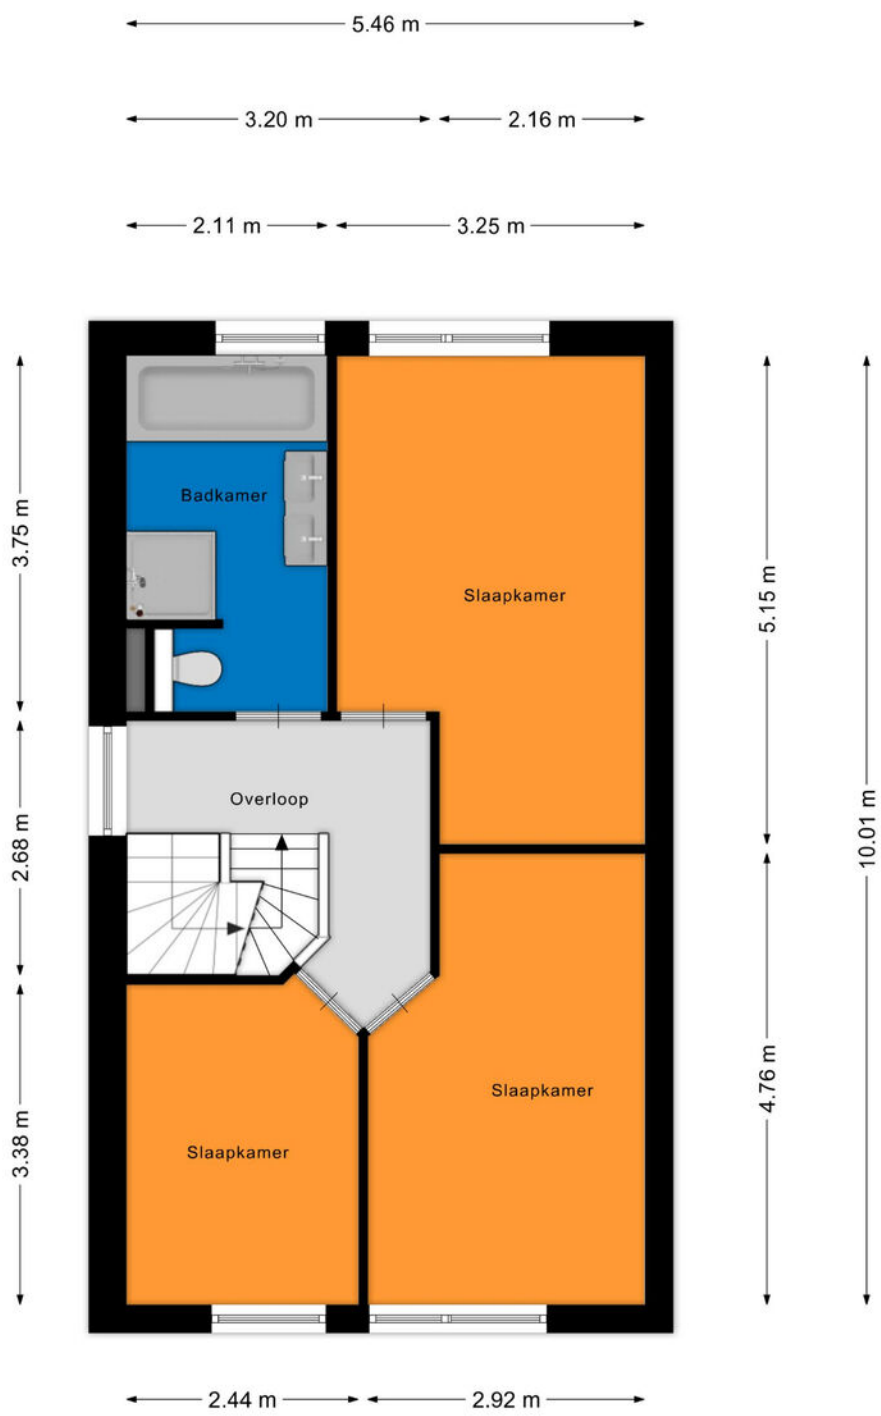 5.46 m
3.20 m
2.16 m
2.11 m
3.25 m
3.75 m
Badkamer
Slaapkamer
5.15 m
Overloop
2.68 m
10.01 m
4.76 m
Slaapkamer
3.38 m
Slaapkamer
2.44 m
2.92 m